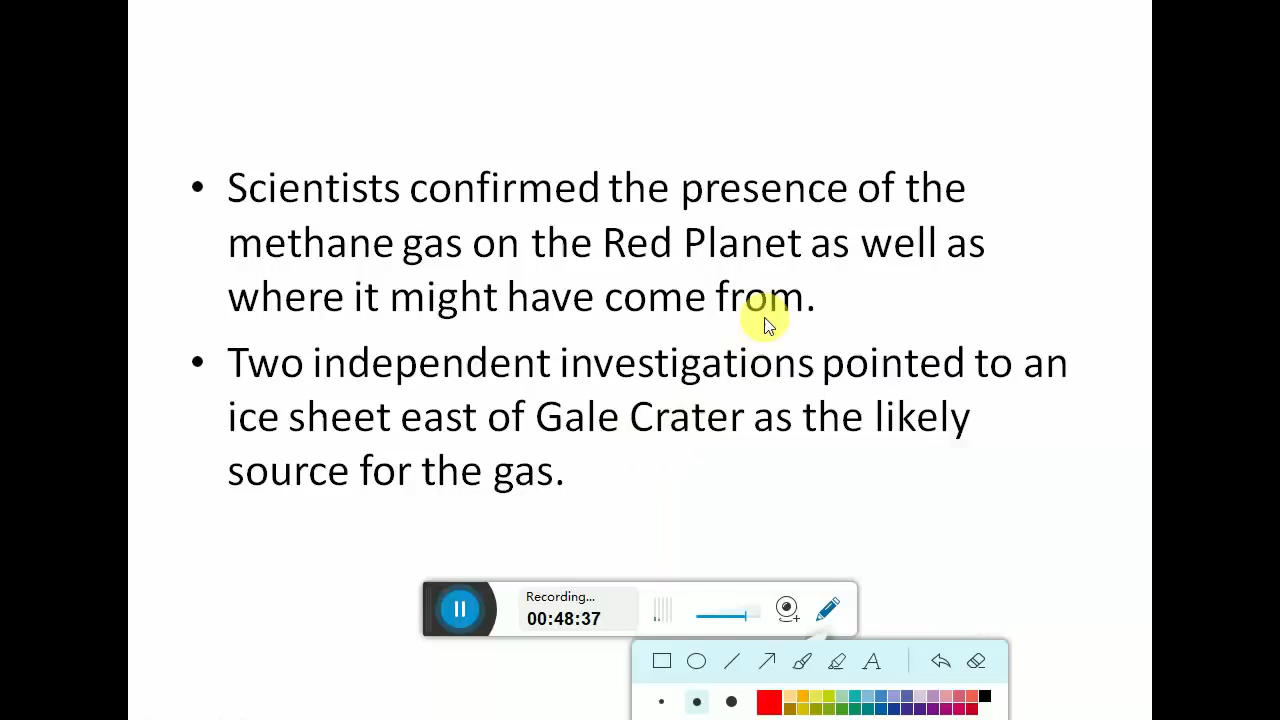 • Scientists confirmed the presence of the
methane gas on the Red Planet as well as
where it might have come from.
• Two independent investigations pointed to an
ice sheet east of Gale Crater as the likely
source for the gas.
Recording...
00:48:37
A